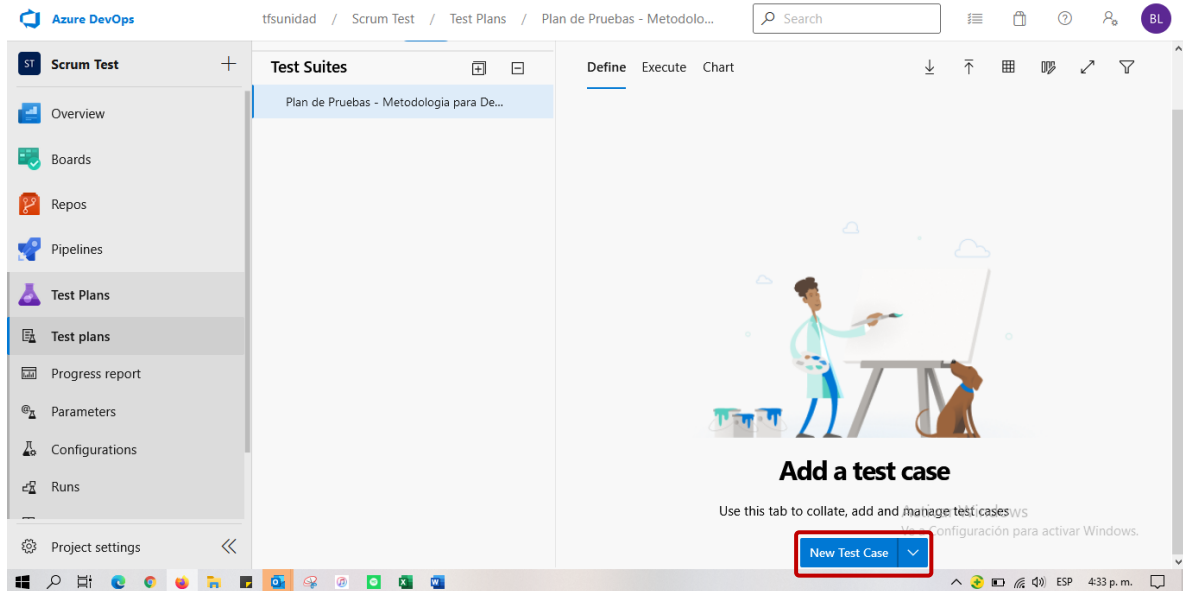 Azure DevOps
tfsunidad / Scrum Test / Test Plans / Plan de Pruebas - Metodolo...
Search
BL
ST Scrum Test
Overview
Boards
Repos
Pipelines
Test Plans
Test plans
Progress report
Parameters
Configurations
Runs
Project settings
Test Suites
Plan de Pruebas - Metodologia para De...
Define Execute Chart
Add a test case
Use this tab to collate, add and manage test cases
Activar Windows
Ve a Configuración para activar Windows.
New Test Case
ESP 4:33 p. m.